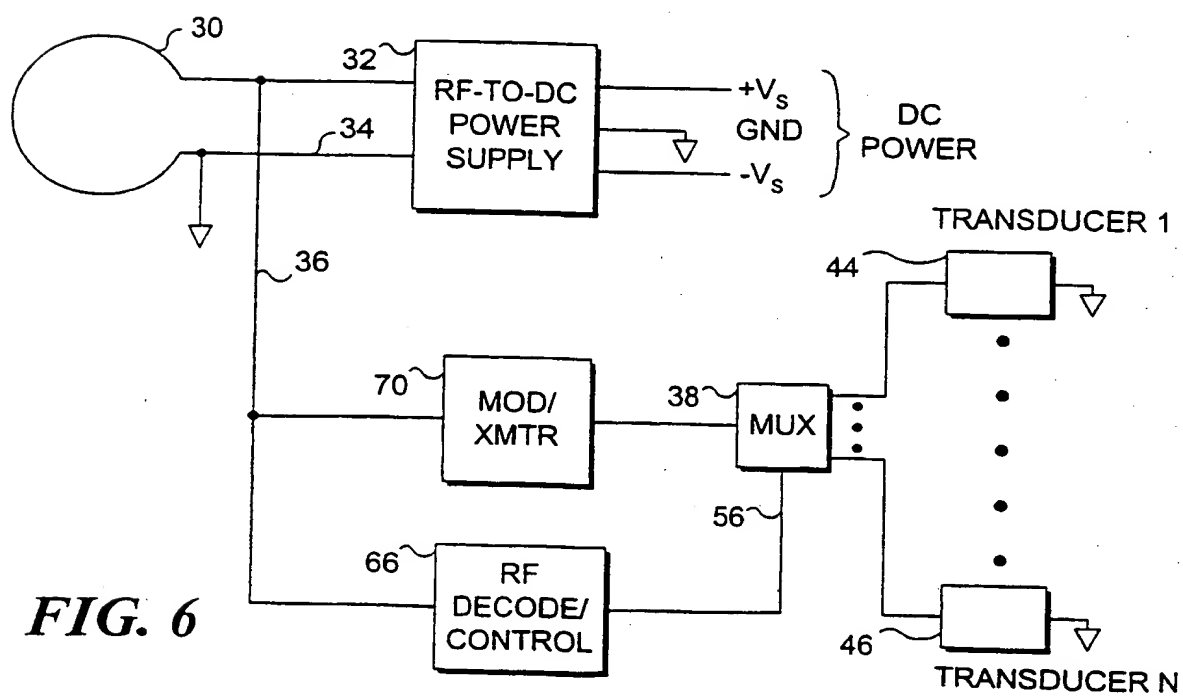 30
32
RF-TO-DC
POWER
SUPPLY
34
+Vs
GND
-Vs
DC
POWER
36
TRANSDUCER 1
44
70
MOD/
XMTR
38
MUX
56
66
RF
DECODE/
CONTROL
46
TRANSDUCER N
FIG. 6